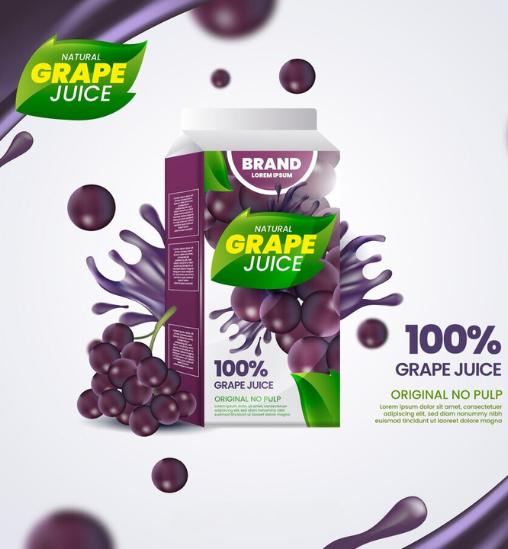 NATURAL
GRAPE
JUICE
BRAND
LOREM IPSUM
NATURAL
GRAPE
JUICE
100%
GRAPE JUICE
ORIGINAL NO PULP
100%
GRAPE JUICE
ORIGINAL NO PULP
Lorem ipsum dolor sit amet, consectetuer
adipiscing elit, sed diam nonummy nibh
euismod tincidunt ut laoreet dolore magna